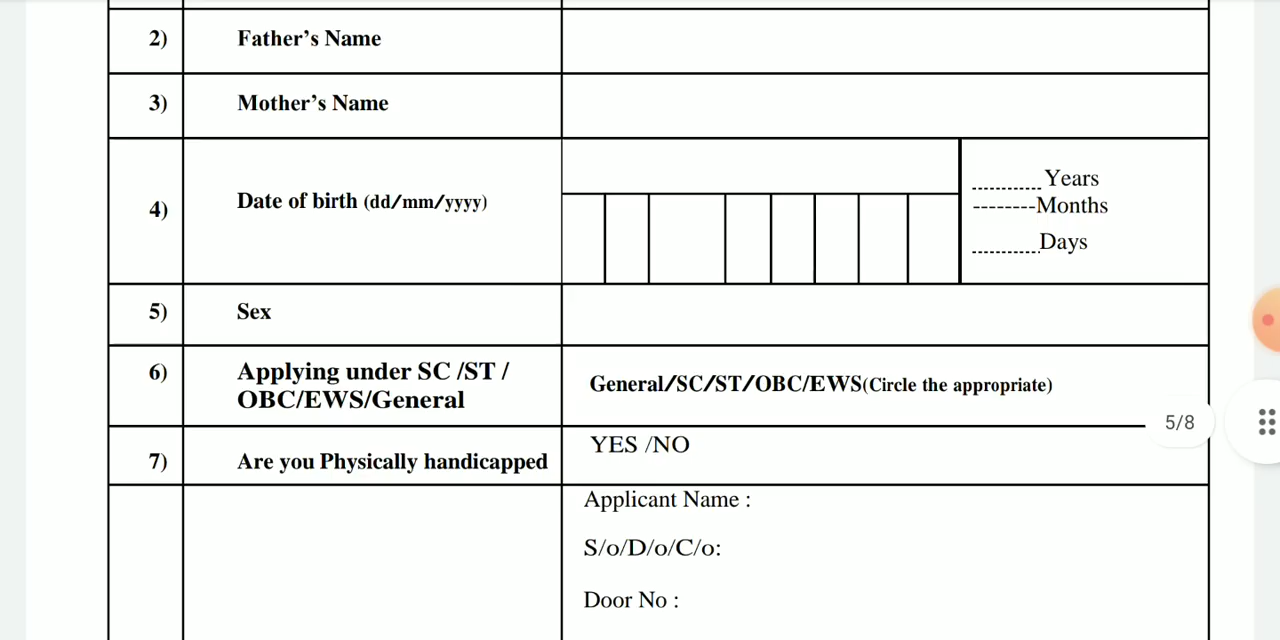 2) Father’s Name
3) Mother’s Name
4) Date of birth (dd/mm/yyyy)
...........Years
--------Months
...........Days
5) Sex
6) Applying under SC /ST /
OBC/EWS/General
General/SC/ST/OBC/EWS(Circle the appropriate)
5/8
7) Are you Physically handicapped
YES /NO
Applicant Name :
S/o/D/o/C/o:
Door No :